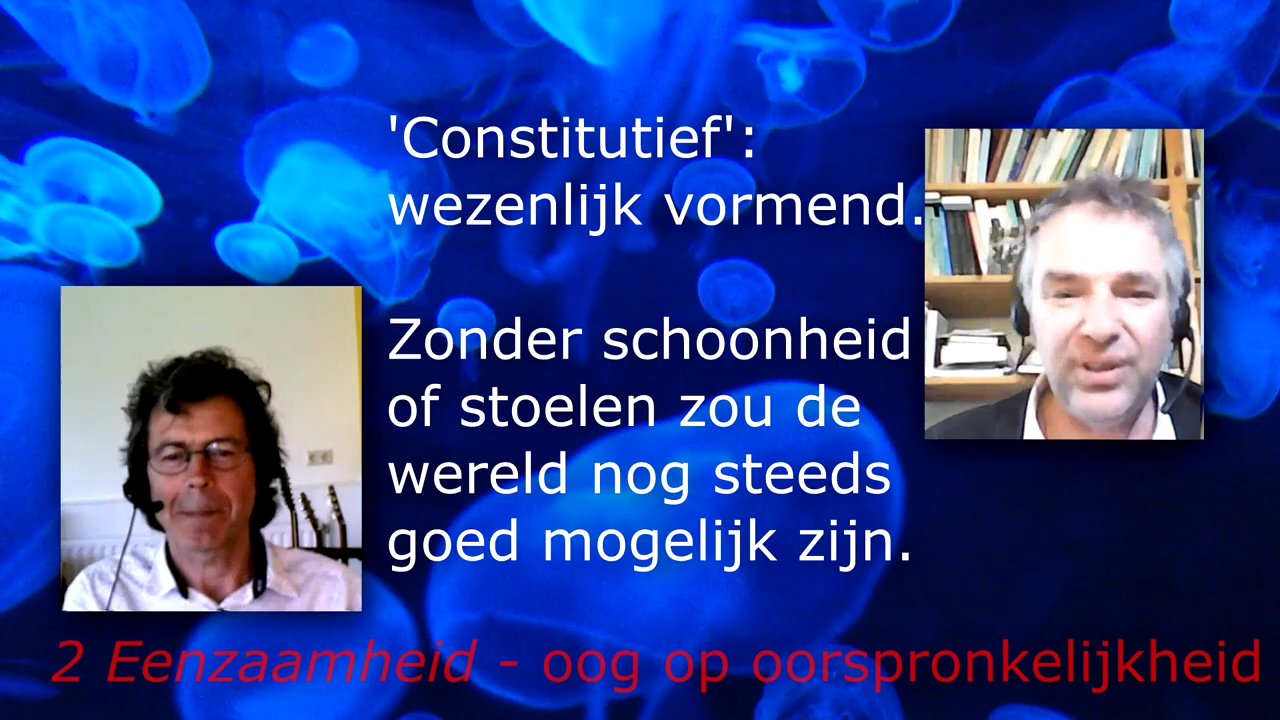 'Constitutief':
wezenlijk vormend.
Zonder schoonheid
of stoelen zou de
wereld nog steeds
goed mogelijk zijn.
2 Eenzaamheid - oog op oorspronkelijkheid